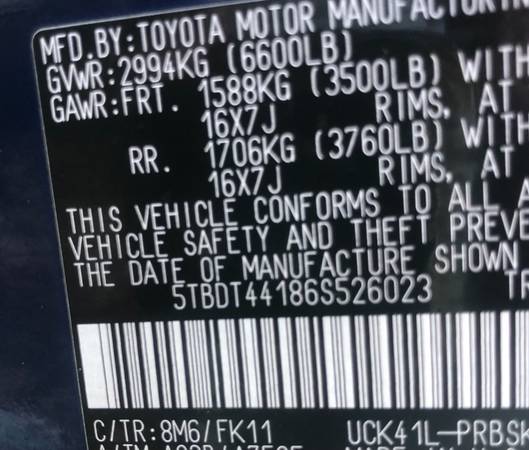 MFD.BY:TOYOTA MOTOR
GVWR:2994KG (6600LB)
GAWR:FRT. 1588KG (3500LB) WITH
16X7J RIMS, AT
RR. 1706KG (3760LB) WITH
16X7J RIMS, AT
THIS VEHICLE CONFORMS TO ALL A
VEHICLE SAFETY AND THEFT PREVE
THE DATE OF MANUFACTURE SHOWN
5TBDT44186S526023 TR
C/TR:8M6/FK11 UCK41L-PRBSK